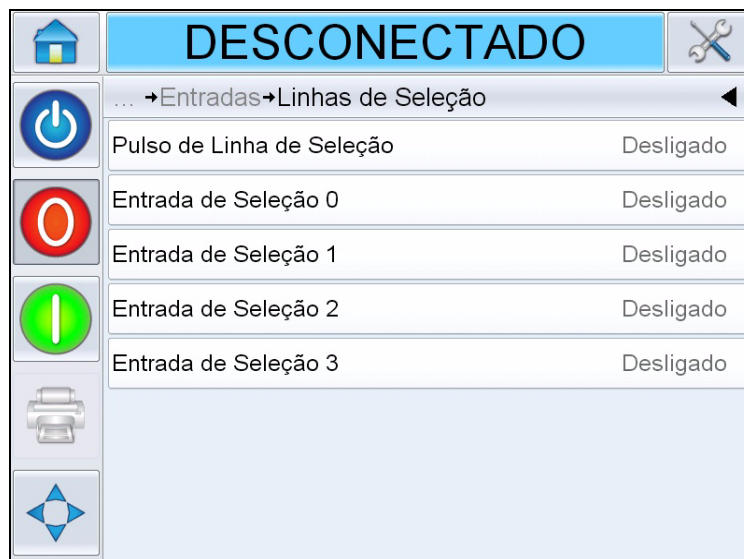 DESCONECTADO
... →Entradas→Linhas de Seleção
Pulso de Linha de Seleção Desligado
Entrada de Seleção 0 Desligado
Entrada de Seleção 1 Desligado
Entrada de Seleção 2 Desligado
Entrada de Seleção 3 Desligado